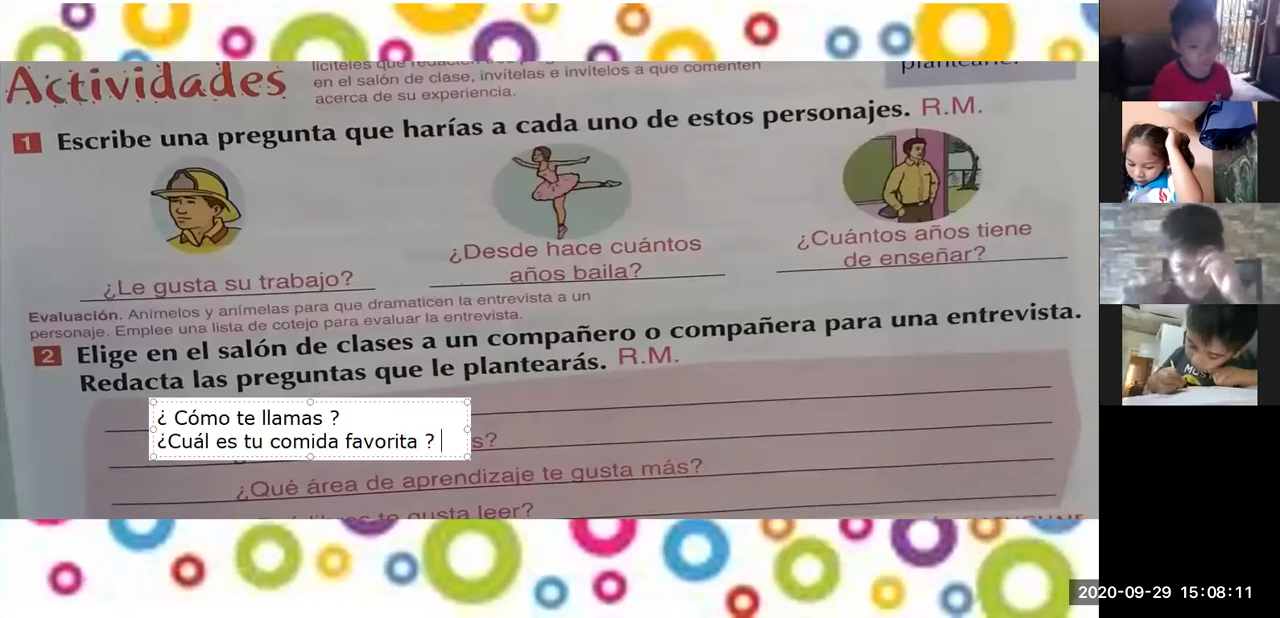 Actividades
en el salón de clase, invítelas e invítelos a que comenten
acerca de su experiencia.
1 Escribe una pregunta que harías a cada uno de estos personajes. R.M.
¿Le gusta su trabajo?
¿Desde hace cuántos
años baila?
¿Cuántos años tiene
de enseñar?
Evaluación. Anímelos y anímelas para que dramaticen la entrevista a un
personaje. Emplee una lista de cotejo para evaluar la entrevista.
2 Elige en el salón de clases a un compañero o compañera para una entrevista.
Redacta las preguntas que le plantearás. R.M.
¿ Cómo te llamas ?
¿Cuál es tu comida favorita ?
s?
¿Qué área de aprendizaje te gusta más?
te gusta leer?
2020-09-29 15:08:11